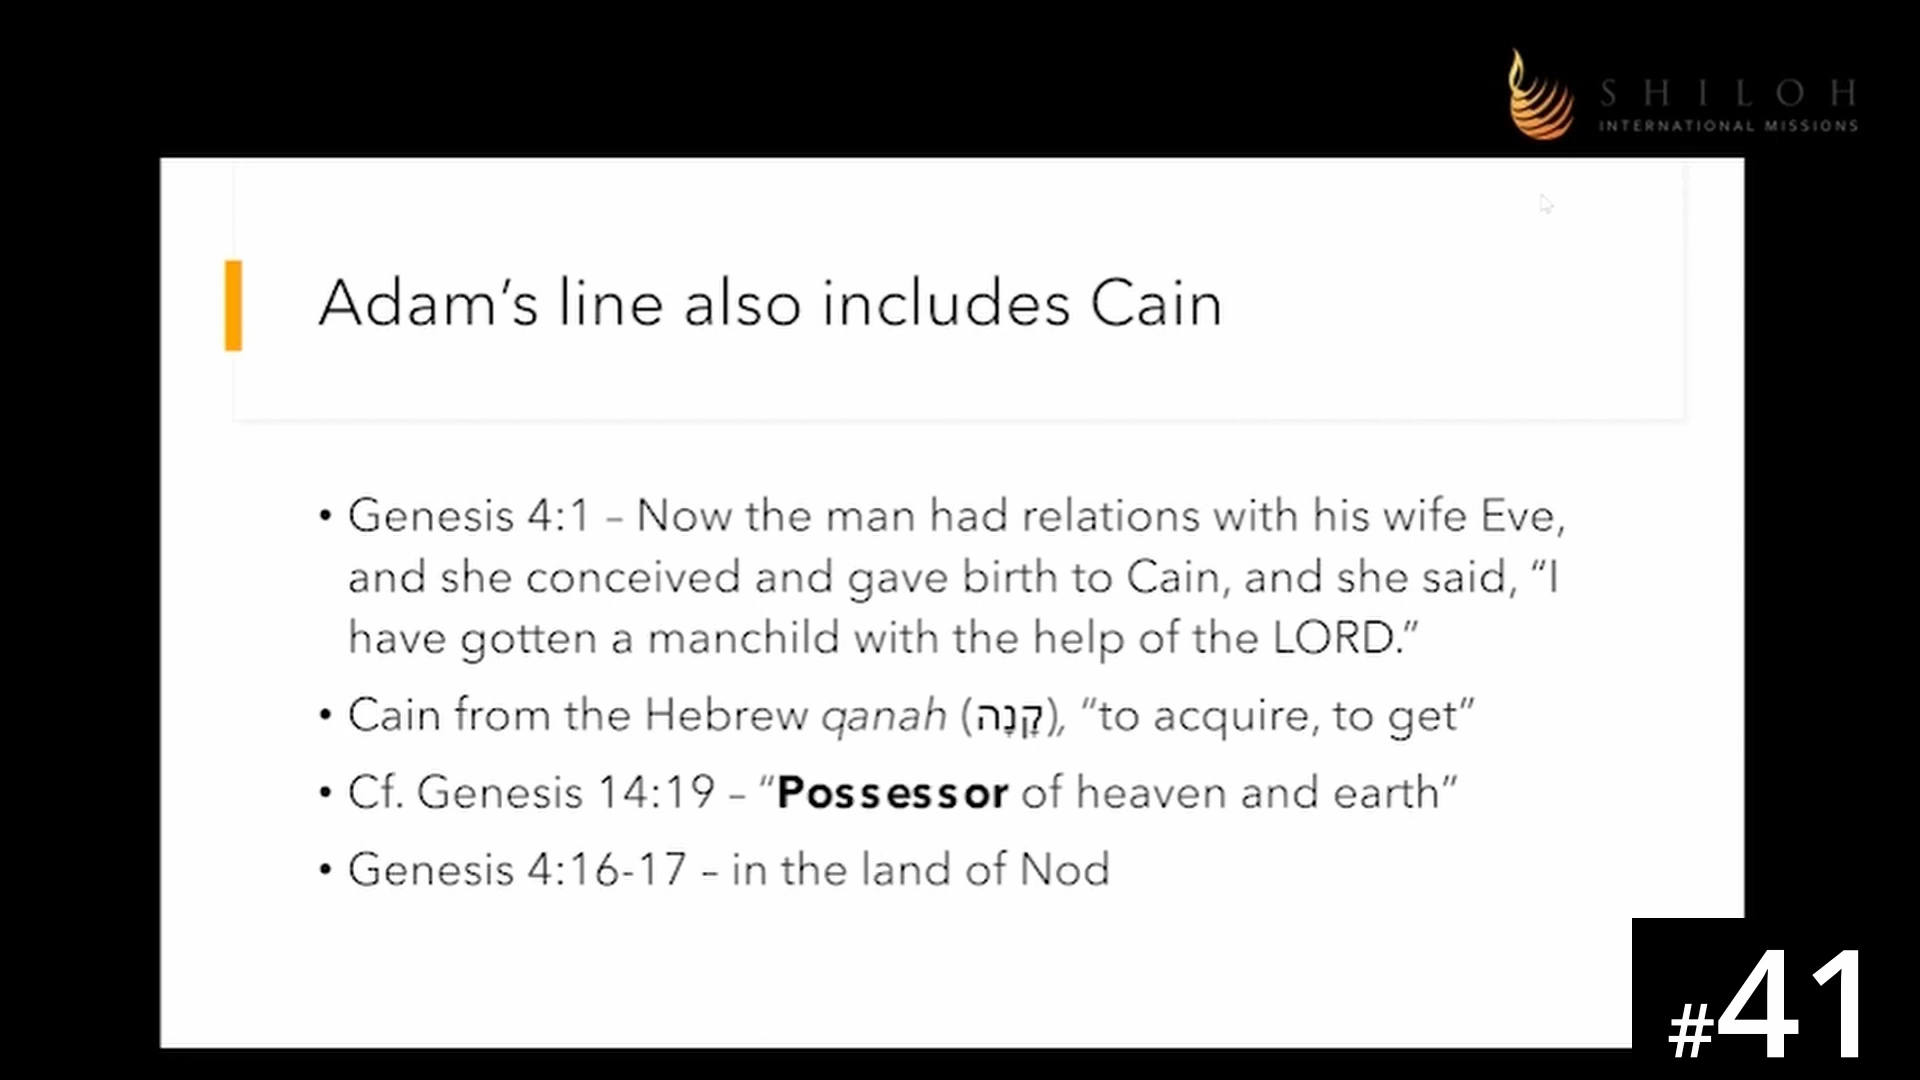 SHILOH
INTERNATIONAL MISSIONS
Adam’s line also includes Cain
• Genesis 4:1 – Now the man had relations with his wife Eve,
and she conceived and gave birth to Cain, and she said, “I
have gotten a manchild with the help of the LORD.”
• Cain from the Hebrew qanah (קָנָה), “to acquire, to get”
• Cf. Genesis 14:19 – “Possessor of heaven and earth”
• Genesis 4:16-17 – in the land of Nod
#41